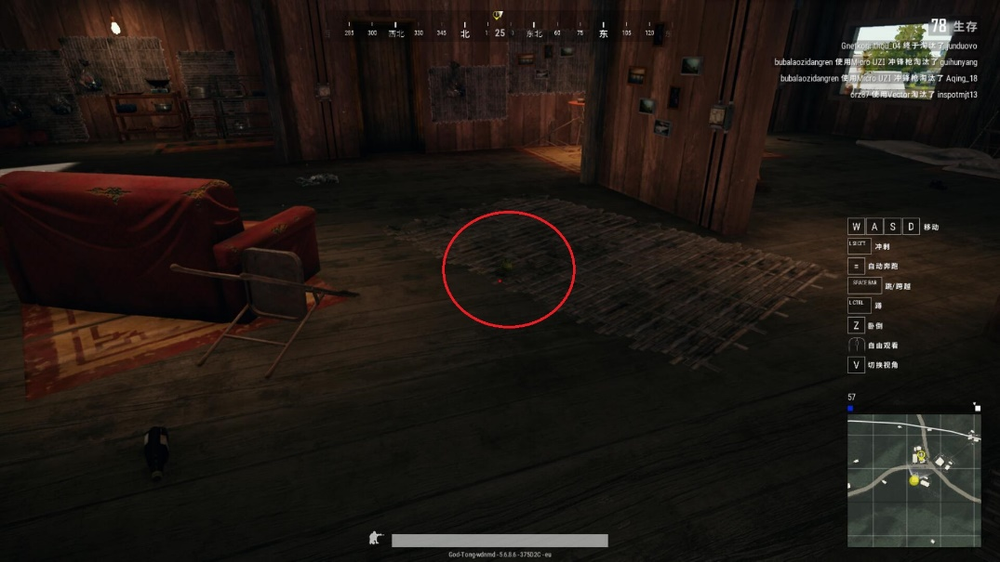 78 生存
285 300 西北 330 345 北 25 东北 60 75 东 105 120
终于淘汰了 junduovo
bubalaozidangren 使用Micro UZI 冲锋枪淘汰了 guihunyang
bubalaozidangren 使用Micro UZI 冲锋枪淘汰了 Aqing_18
orz67 使用Vector淘汰了 inspotmjt13
W A S D 移动
L SHIFT 冲刺
= 自动奔跑
SPACE BAR 跳/跨越
L CTRL 蹲
Z 卧倒
自由观看
V 切换视角
57
God-Tong-wdnmd - 5.6.8.6 - 375D2C - eu